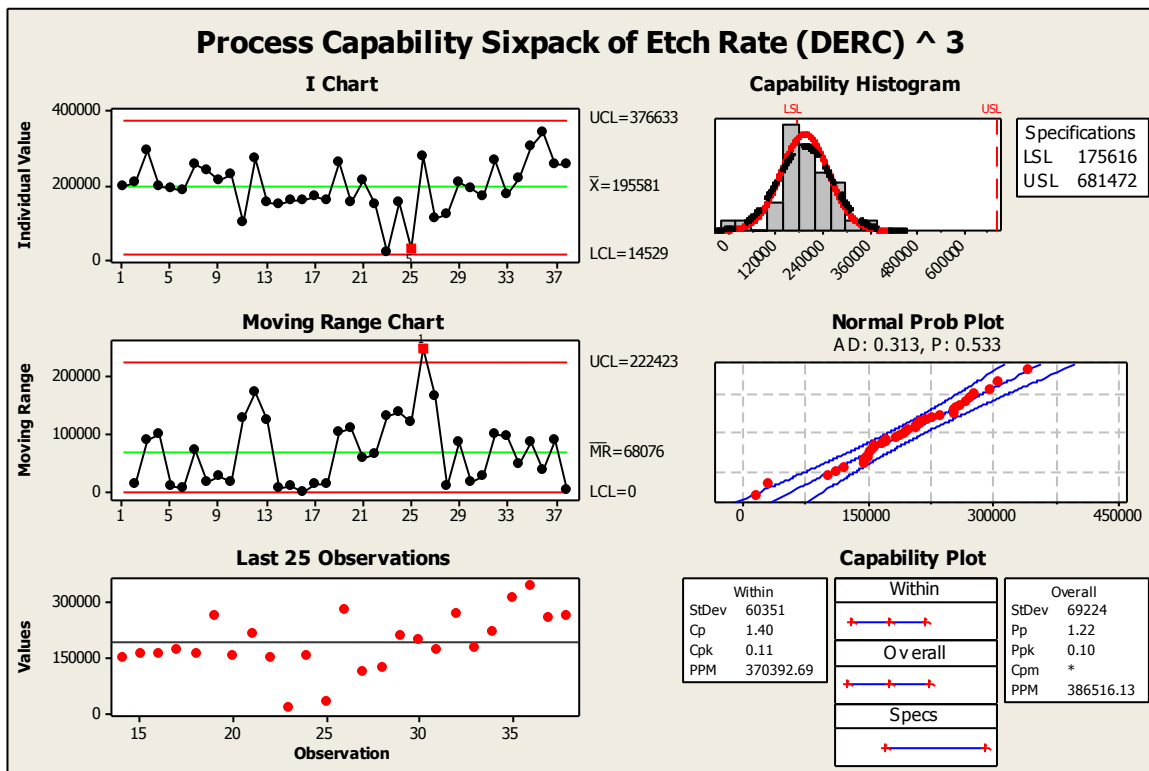 Process Capability Sixpack of Etch Rate (DERC) ^ 3
I Chart
Individual Value
400000
200000
0
1 5 9 13 17 21 25 29 33 37
5
UCL=376633
X=195581
LCL=14529
Moving Range Chart
Moving Range
200000
100000
0
1 5 9 13 17 21 25 29 33 37
1
UCL=222423
MR=68076
LCL=0
Last 25 Observations
Values
300000
150000
0
15 20 25 30 35
Observation
Capability Histogram
LSL USL
0 120000 240000 360000 480000 600000
Specifications
LSL 175616
USL 681472
Normal Prob Plot
AD: 0.313, P: 0.533
0 150000 300000 450000
Capability Plot
Within
StDev 60351
Cp 1.40
Cpk 0.11
PPM 370392.69
Within
Overall
Specs
Overall
StDev 69224
Pp 1.22
Ppk 0.10
Cpm *
PPM 386516.13